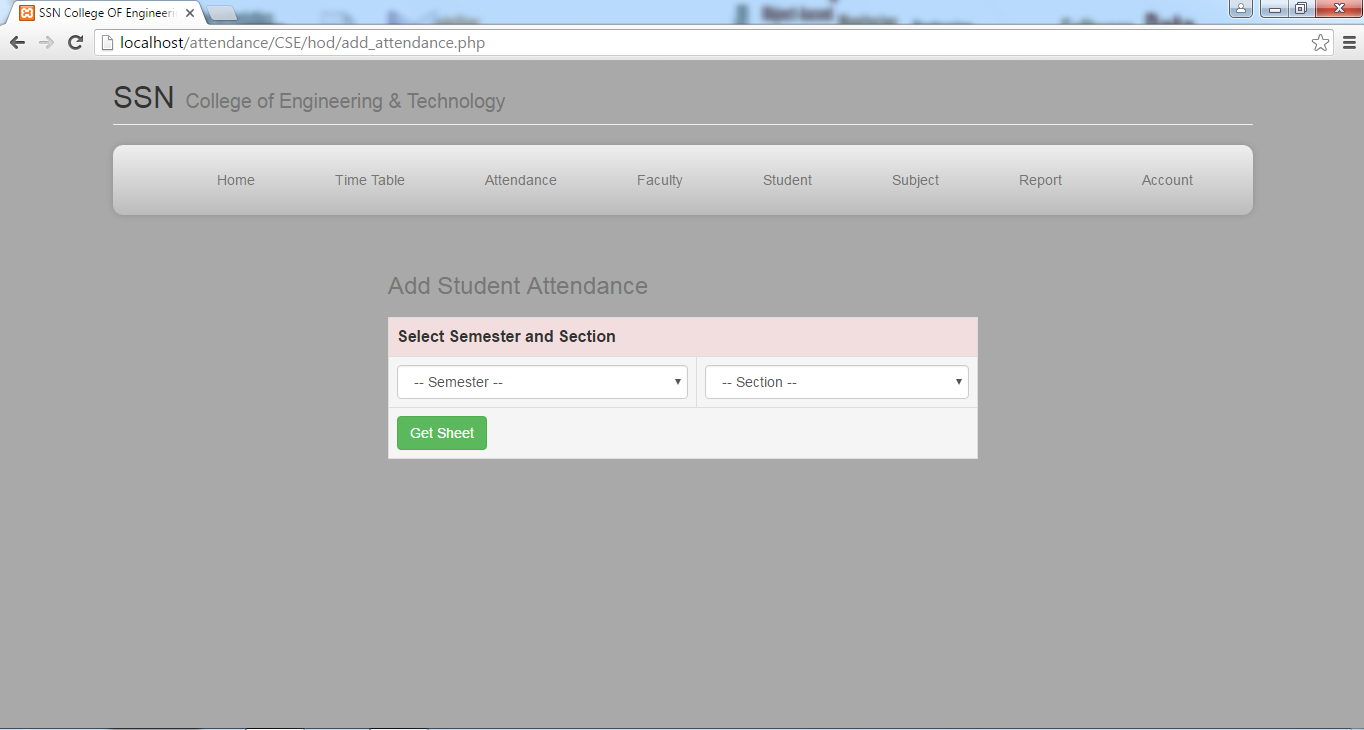 SSN College OF Engineeri
localhost/attendance/CSE/hod/add_attendance.php
SSN College of Engineering & Technology
Home Time Table Attendance Faculty Student Subject Report Account
Add Student Attendance
Select Semester and Section
-- Semester -- -- Section --
Get Sheet